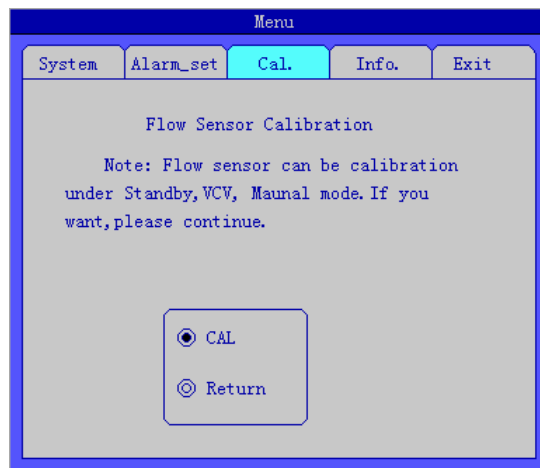 Menu
System Alarm_set Cal. Info. Exit
Flow Sensor Calibration
Note: Flow sensor can be calibration
under Standby,VCV, Maunal mode.If you
want,please continue.
CAL
Return